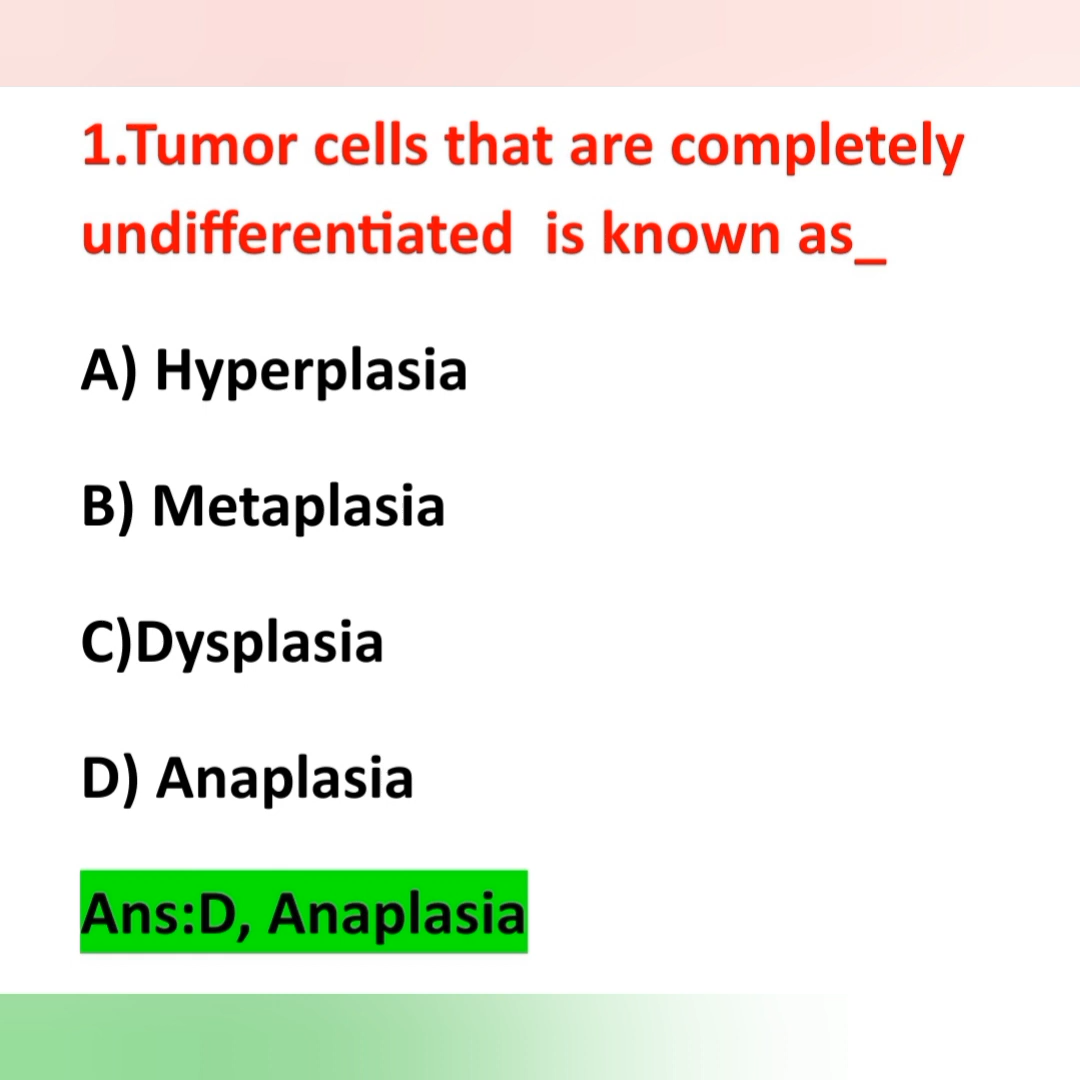 1.Tumor cells that are completely
undifferentiated  is known as_
A) Hyperplasia
B) Metaplasia
C)Dysplasia
D) Anaplasia
Ans:D, Anaplasia